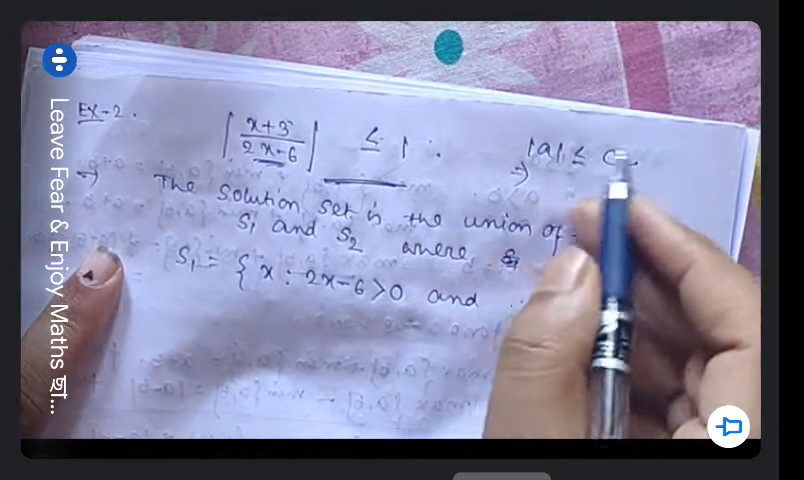 Ex-2.
| x+3 / 2x-6 | ≤ 1.
|a| ≤ c
⇒ The solution set is the union of
S₁ and S₂ where,
S₁ = { x : 2x-6>0 and
Leave Fear & Enjoy Maths ছা...